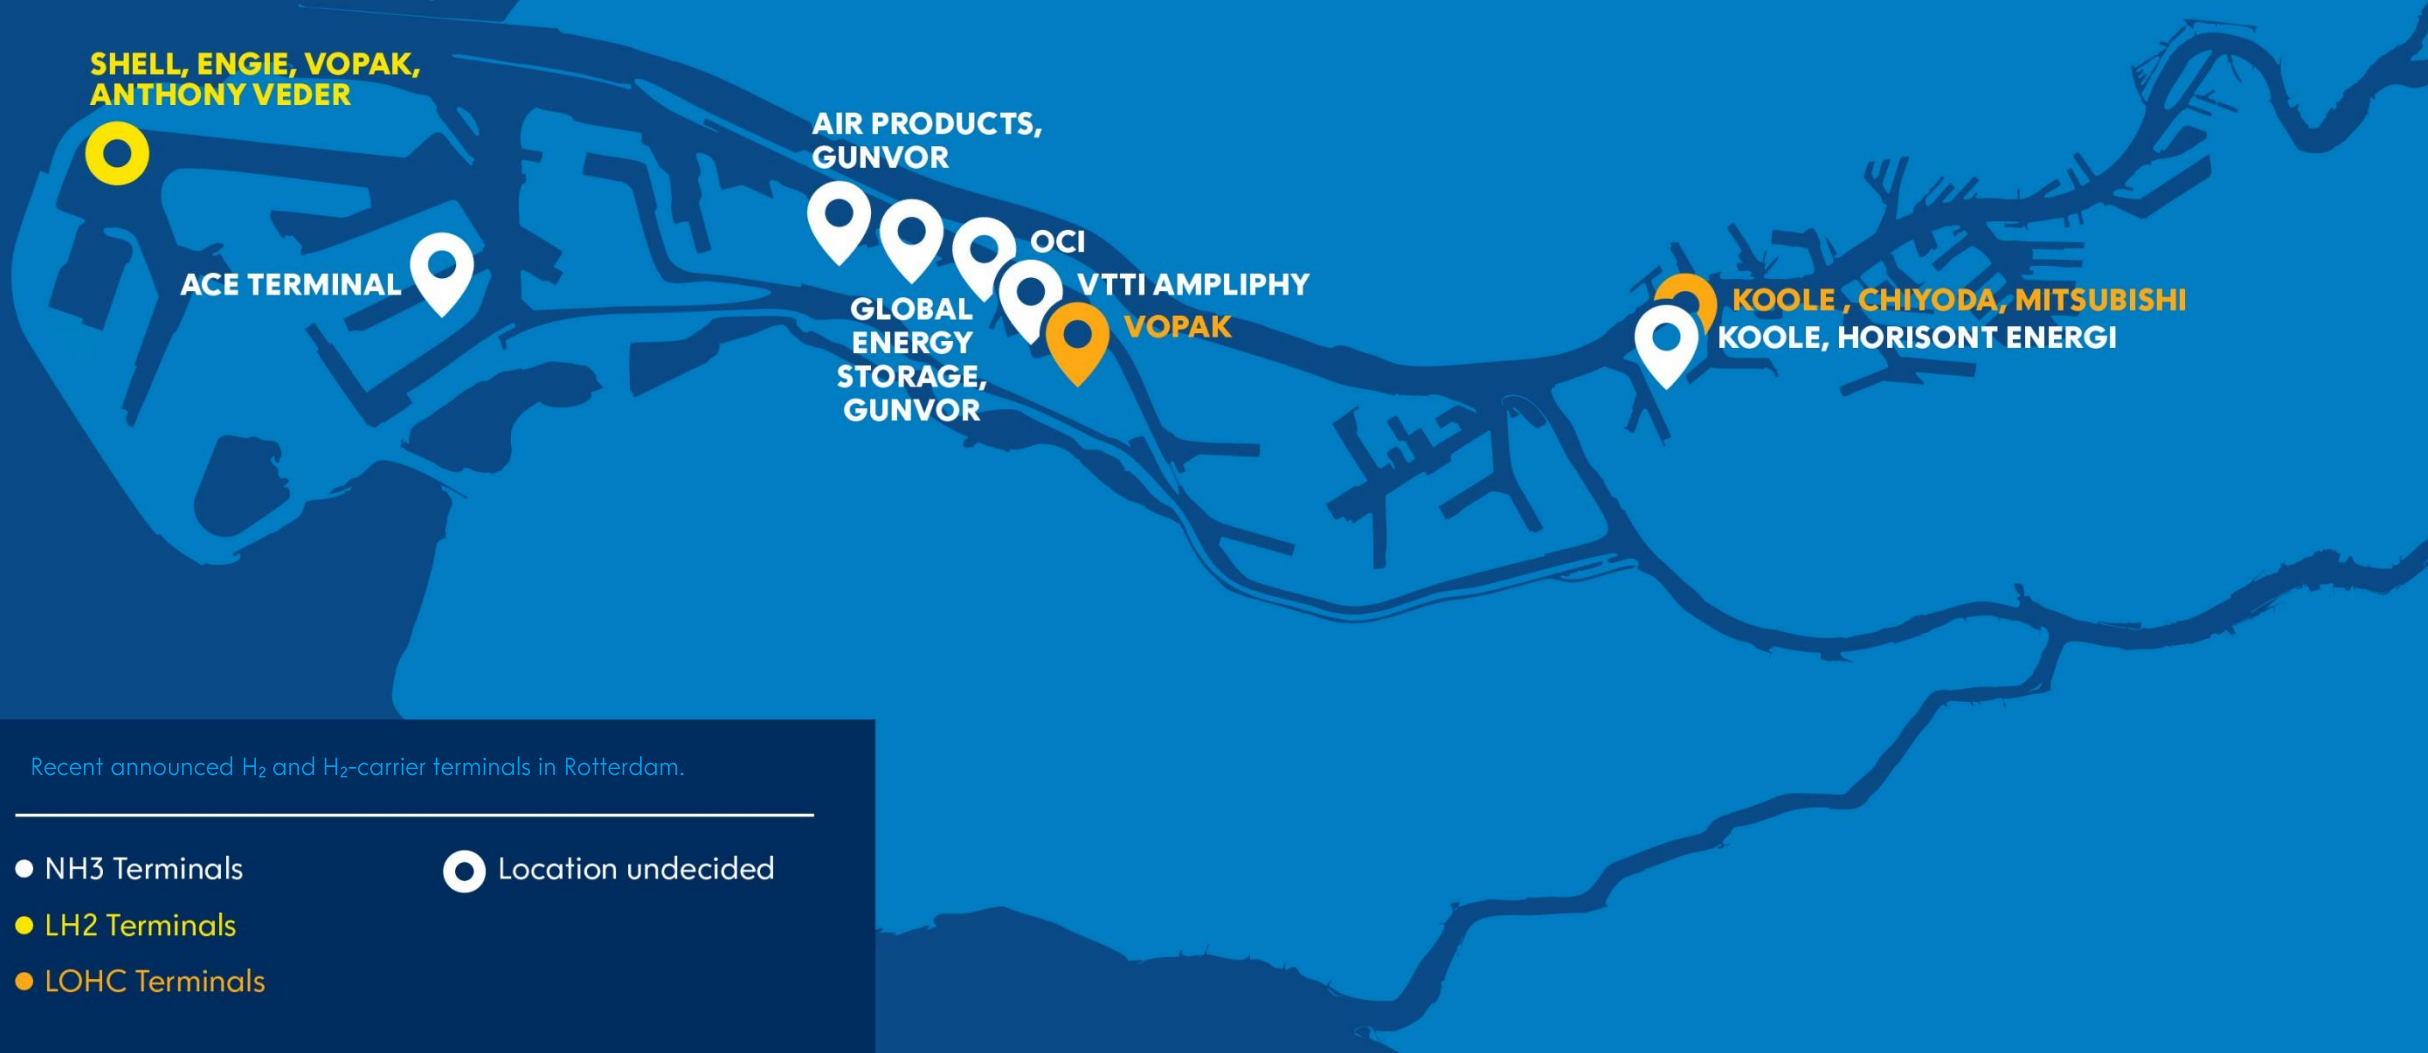 SHELL, ENGIE, VOPAK,
ANTHONY VEDER
AIR PRODUCTS,
GUNVOR
OCI
ACE TERMINAL
VTTI AMPLIPHY
GLOBAL
ENERGY
STORAGE,
GUNVOR
VOPAK
KOOLE , CHIYODA, MITSUBISHI
KOOLE, HORISONT ENERGI
Recent announced H₂ and H₂-carrier terminals in Rotterdam.
NH3 Terminals
Location undecided
LH2 Terminals
LOHC Terminals